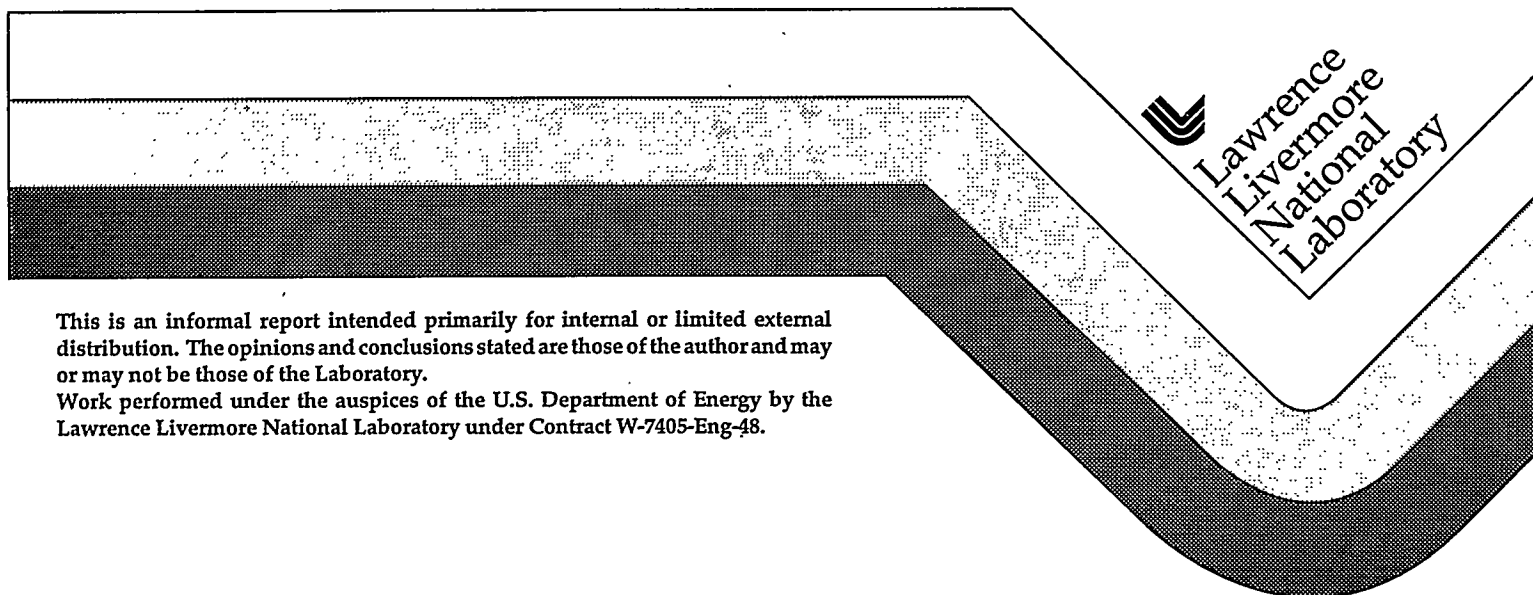 Lawrence
Livermore
National
Laboratory
This is an informal report intended primarily for internal or limited external
distribution. The opinions and conclusions stated are those of the author and may
or may not be those of the Laboratory.
Work performed under the auspices of the U.S. Department of Energy by the
Lawrence Livermore National Laboratory under Contract W-7405-Eng-48.